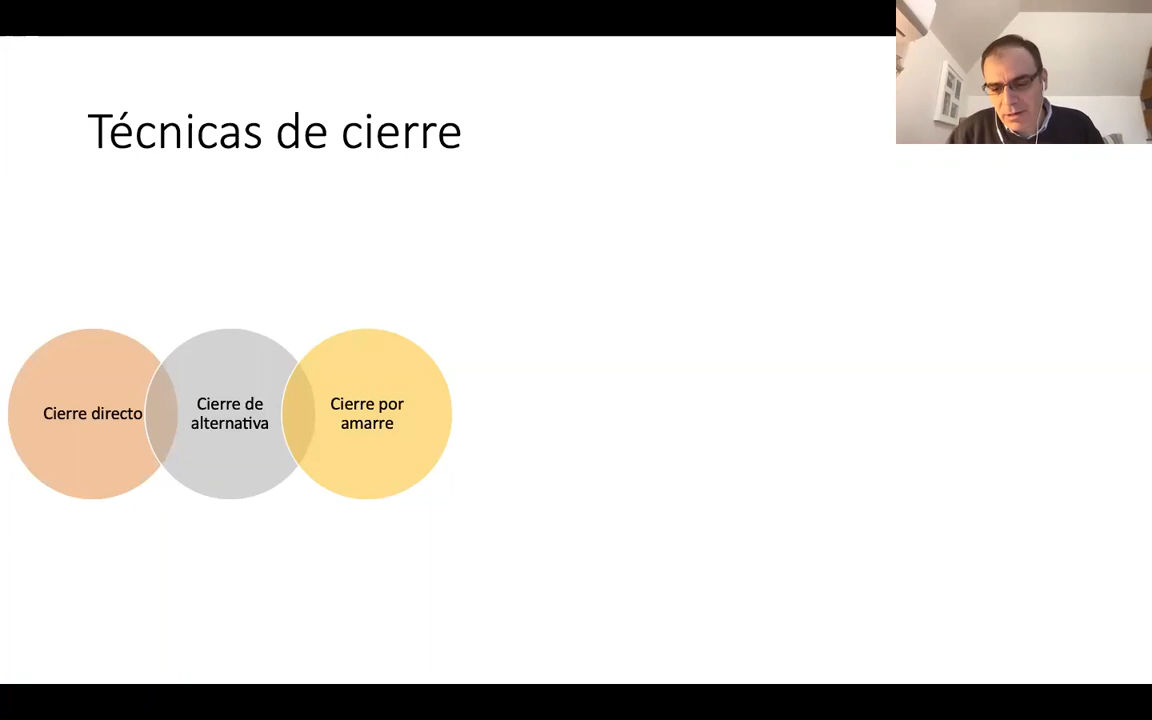 Técnicas de cierre
Cierre directo
Cierre de
alternativa
Cierre por
amarre